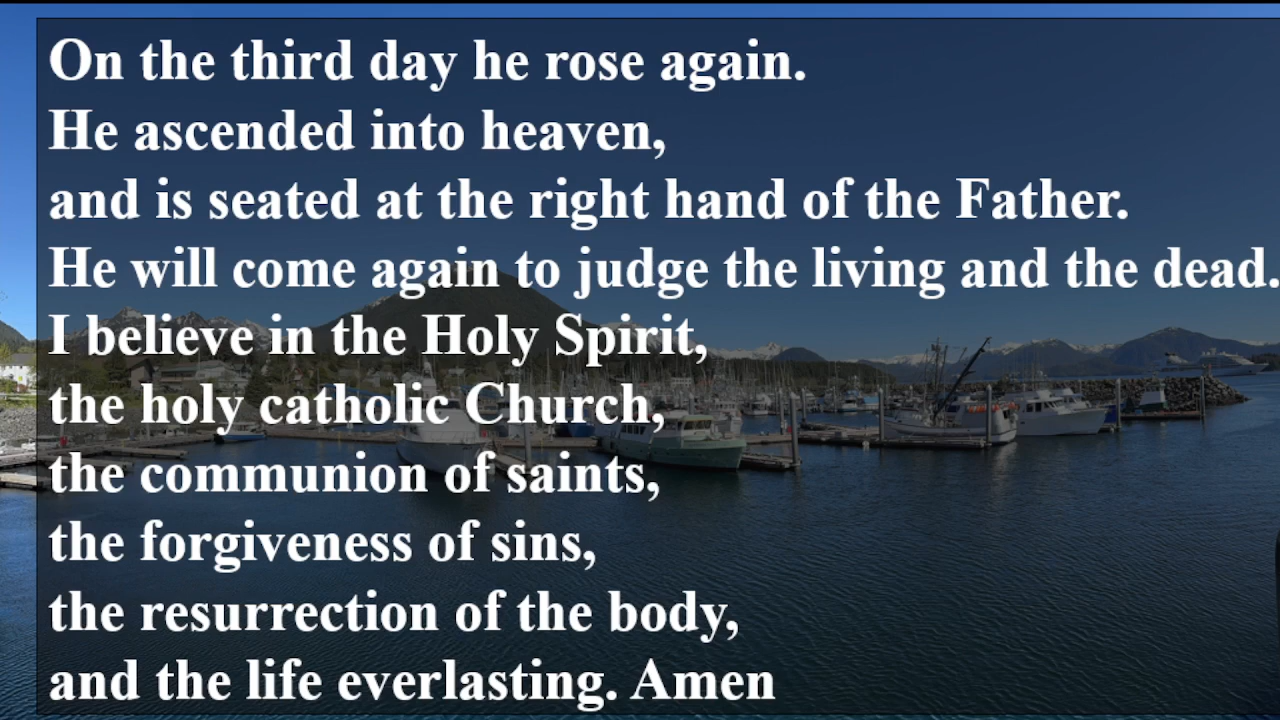 On the third day he rose again.
He ascended into heaven,
and is seated at the right hand of the Father.
He will come again to judge the living and the dead.
I believe in the Holy Spirit,
the holy catholic Church,
the communion of saints,
the forgiveness of sins,
the resurrection of the body,
and the life everlasting. Amen